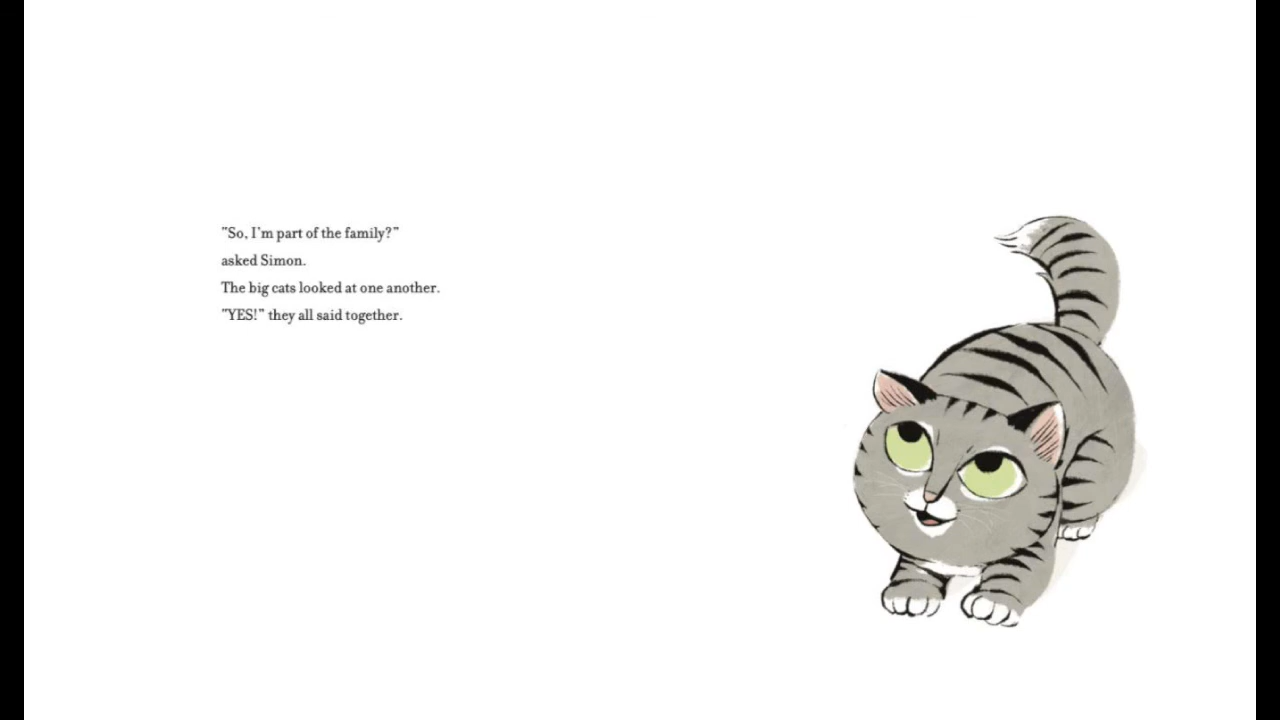 ”So, I’m part of the family?”
asked Simon.
The big cats looked at one another.
”YES!” they all said together.